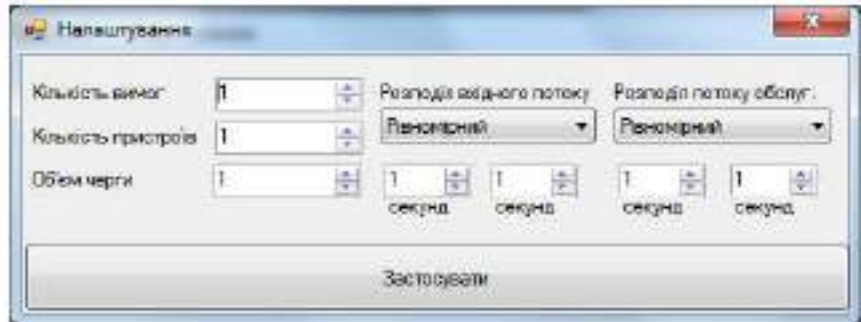 Налаштування
Кількість вимог 1 Розподіл вхідного потоку Розподіл потоку обслуг.
Кількість пристроїв 1 Рівномірний Рівномірний
Об'єм черги 1 1 1 1 1
секунд секунд секунд секунд
Застосувати